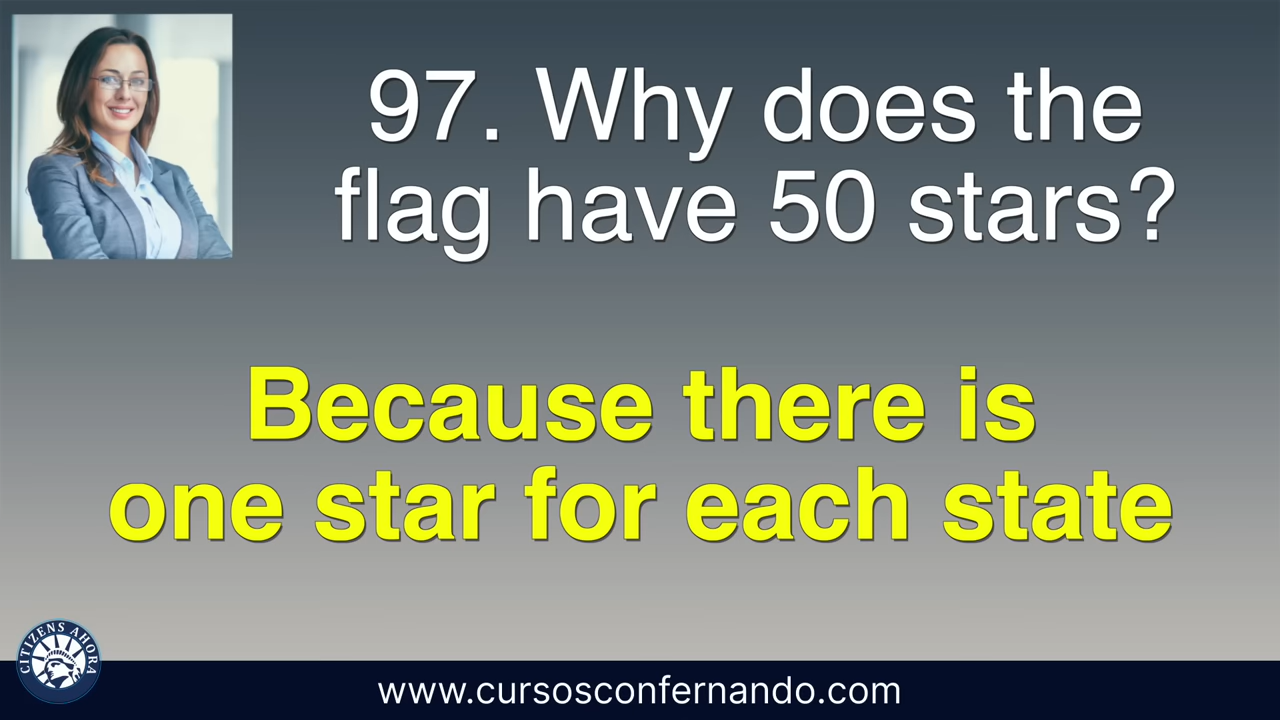 97. Why does the
flag have 50 stars?
Because there is
one star for each state
CITIZENS AHORA
www.cursosconfernando.com